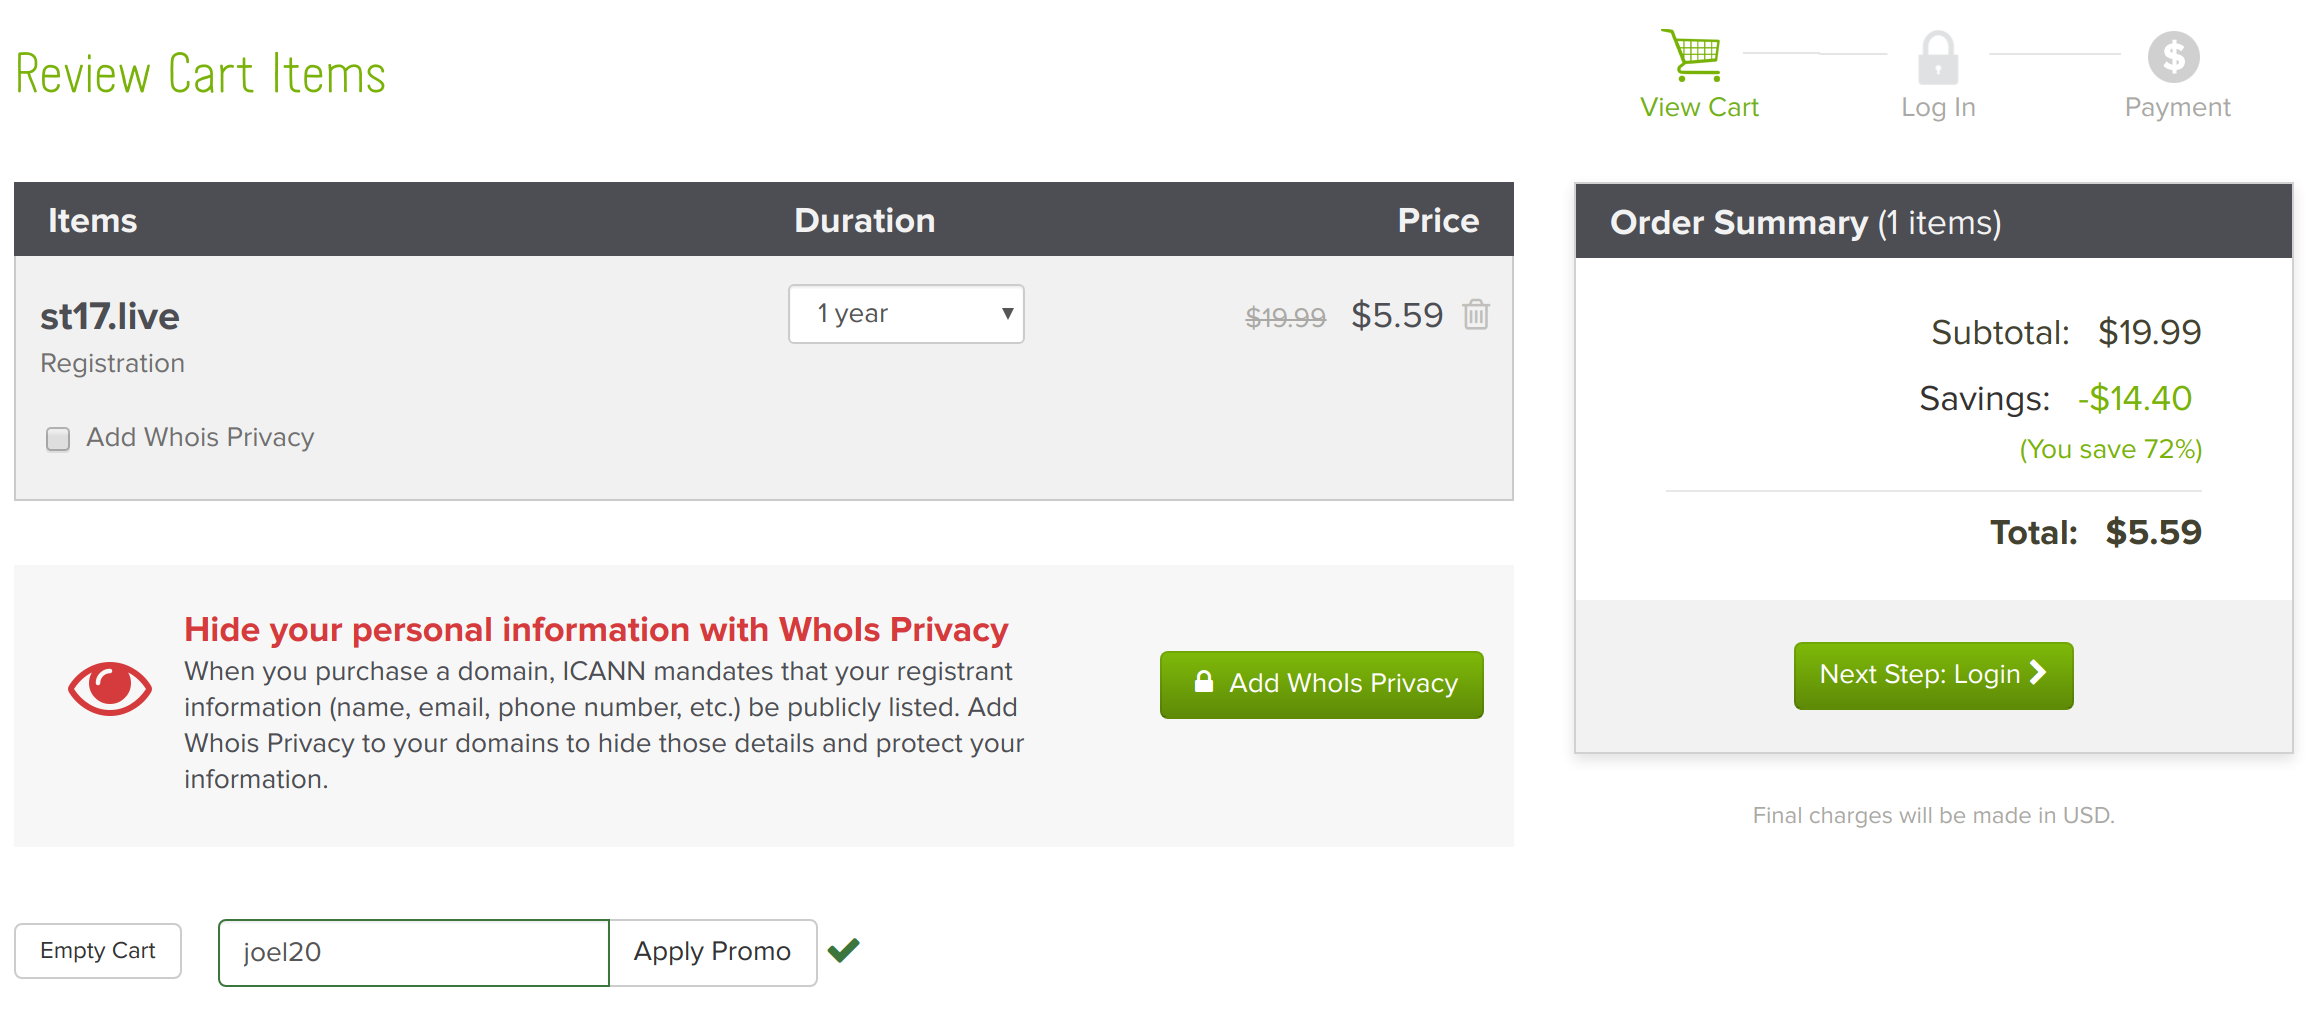 Review Cart Items
View Cart
Log In
Payment
Items Duration Price
st17.live
1 year
$19.99 $5.59
Registration
Add Whois Privacy
Order Summary (1 items)
Subtotal: $19.99
Savings: -$14.40
(You save 72%)
Total: $5.59
Next Step: Login
Final charges will be made in USD.
Hide your personal information with WhoIs Privacy
When you purchase a domain, ICANN mandates that your registrant
information (name, email, phone number, etc.) be publicly listed. Add
Whois Privacy to your domains to hide those details and protect your
information.
Add WhoIs Privacy
Empty Cart
joel20
Apply Promo